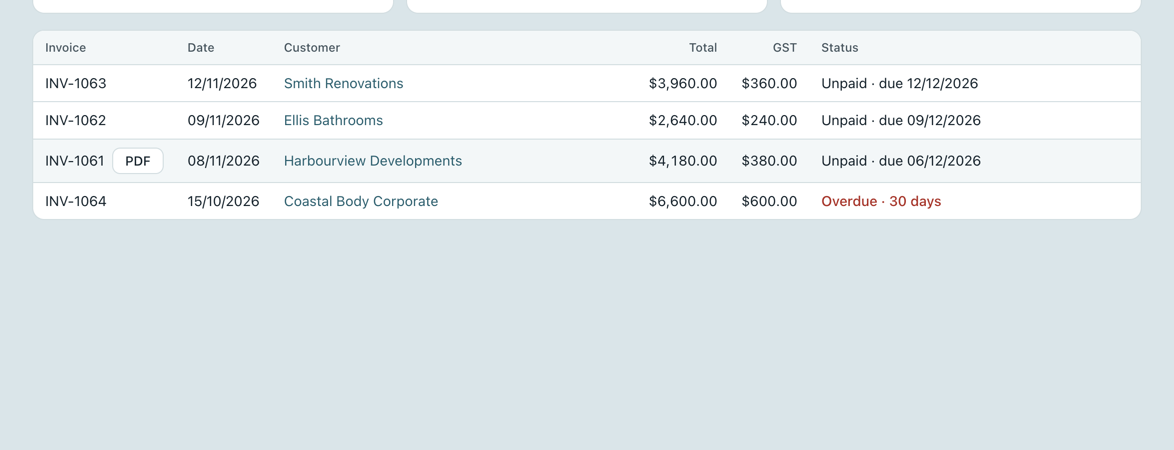 Invoice Date Customer Total GST Status
INV-1063 12/11/2026 Smith Renovations $3,960.00 $360.00 Unpaid · due 12/12/2026
INV-1062 09/11/2026 Ellis Bathrooms $2,640.00 $240.00 Unpaid · due 09/12/2026
INV-1061 PDF 08/11/2026 Harbourview Developments $4,180.00 $380.00 Unpaid · due 06/12/2026
INV-1064 15/10/2026 Coastal Body Corporate $6,600.00 $600.00 Overdue · 30 days